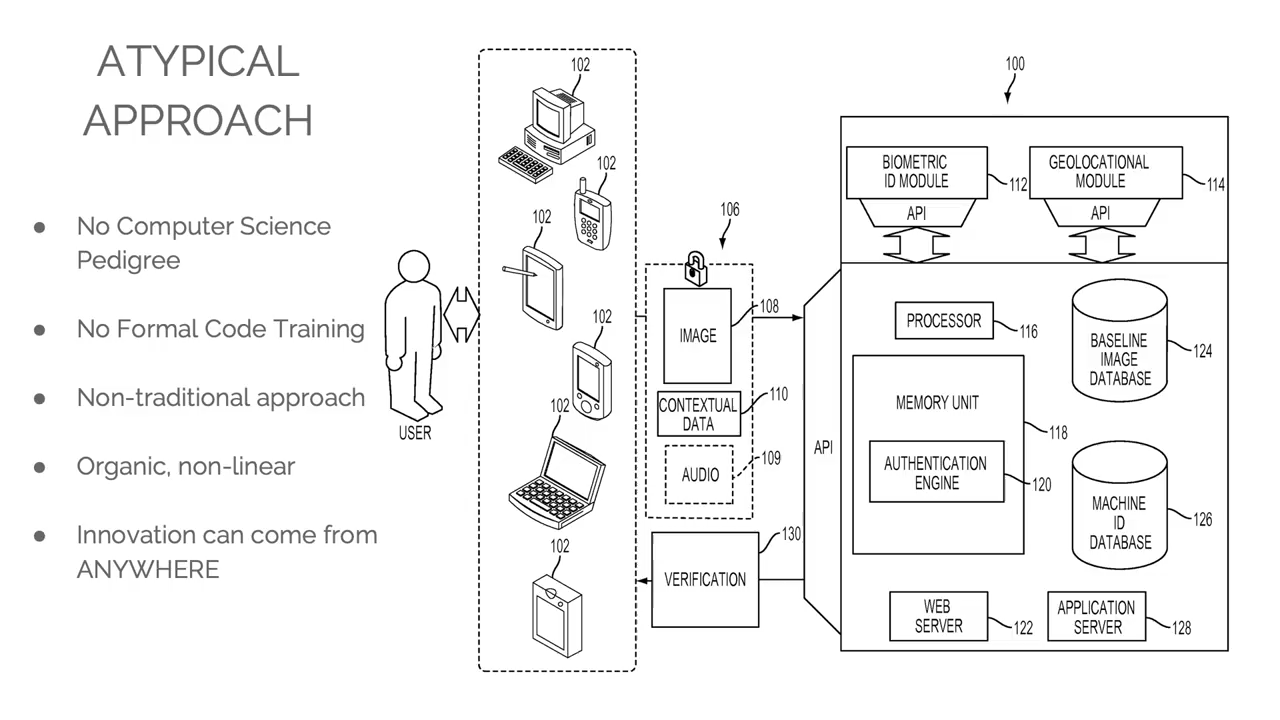 ATYPICAL
APPROACH
● No Computer Science
Pedigree
● No Formal Code Training
● Non-traditional approach
● Organic, non-linear
● Innovation can come from
ANYWHERE
USER
102
102
102
102
102
102
106
108
IMAGE
110
CONTEXTUAL
DATA
109
AUDIO
130
VERIFICATION
API
100
BIOMETRIC
ID MODULE
112
API
GEOLOCATIONAL
MODULE
114
API
PROCESSOR
116
MEMORY UNIT
118
AUTHENTICATION
ENGINE
120
BASELINE
IMAGE
DATABASE
124
MACHINE
ID
DATABASE
126
WEB
SERVER
122
APPLICATION
SERVER
128